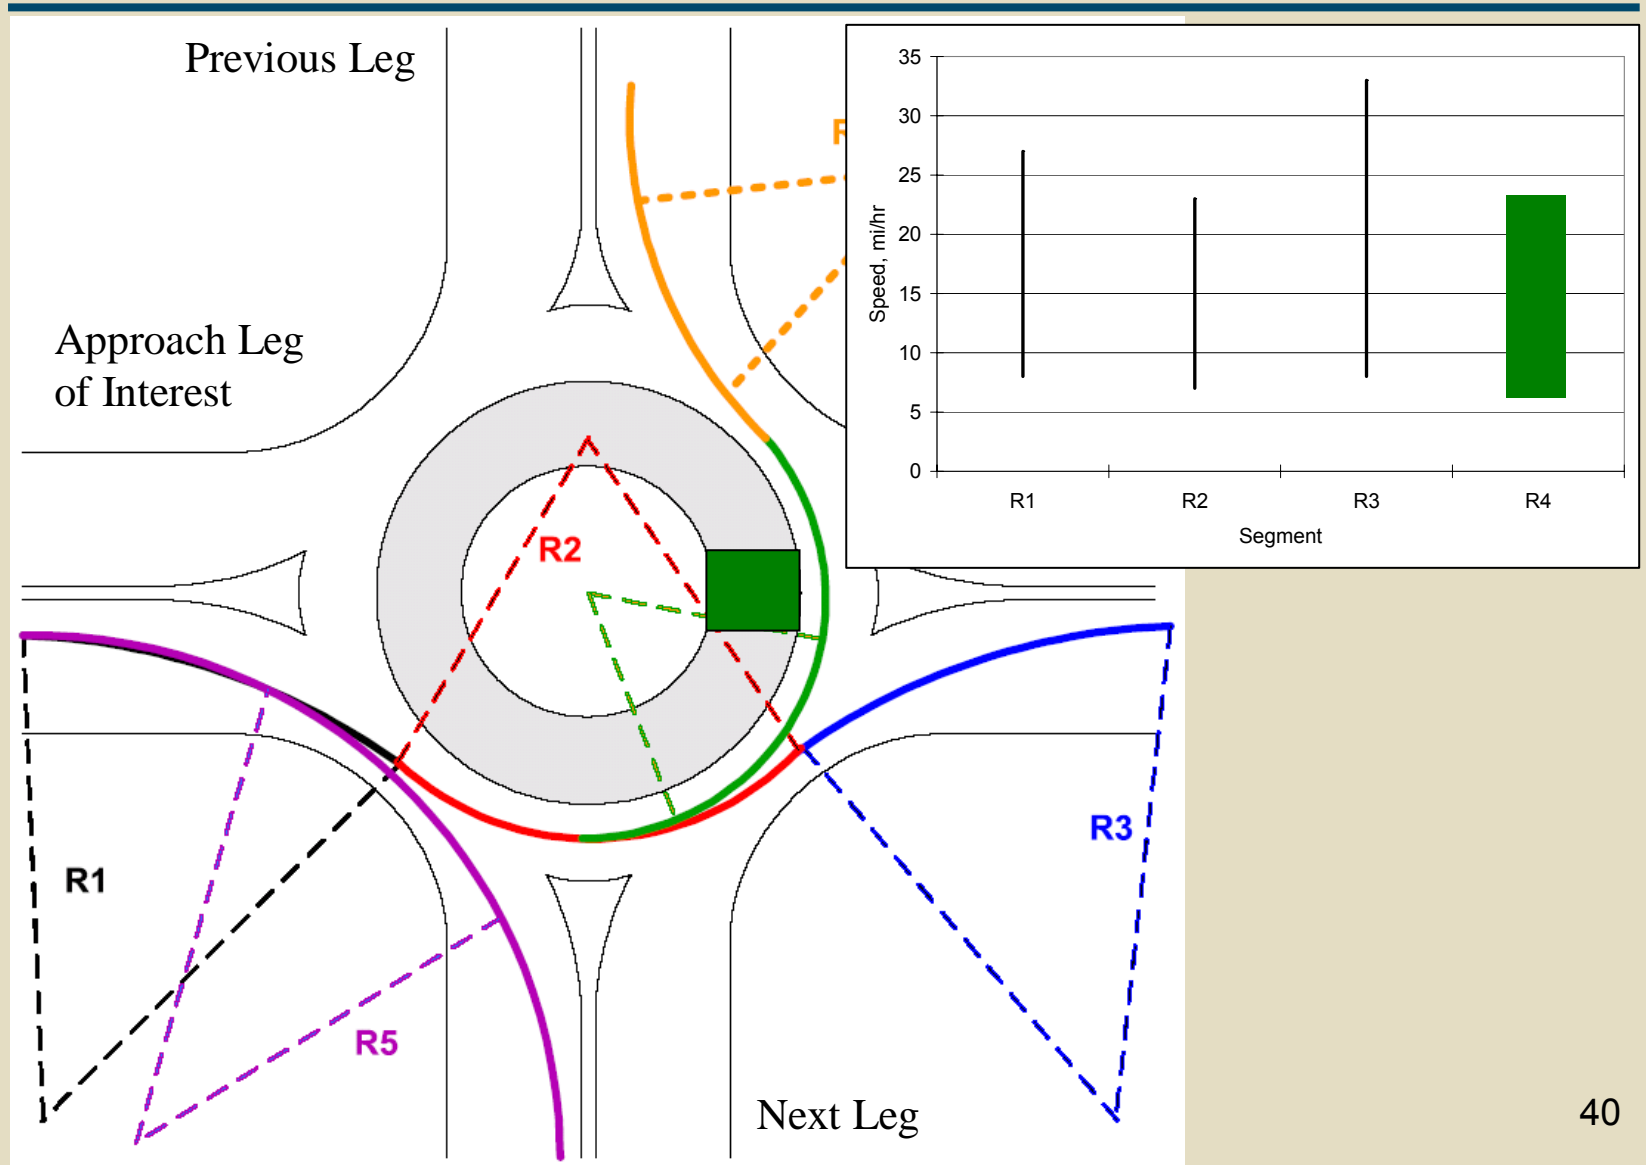 Previous Leg
Approach Leg
of Interest
R2
R1
R5
R3
Next Leg
35
30
25
20
15
10
5
0
Speed, mi/hr
R1 R2 R3 R4
Segment
40